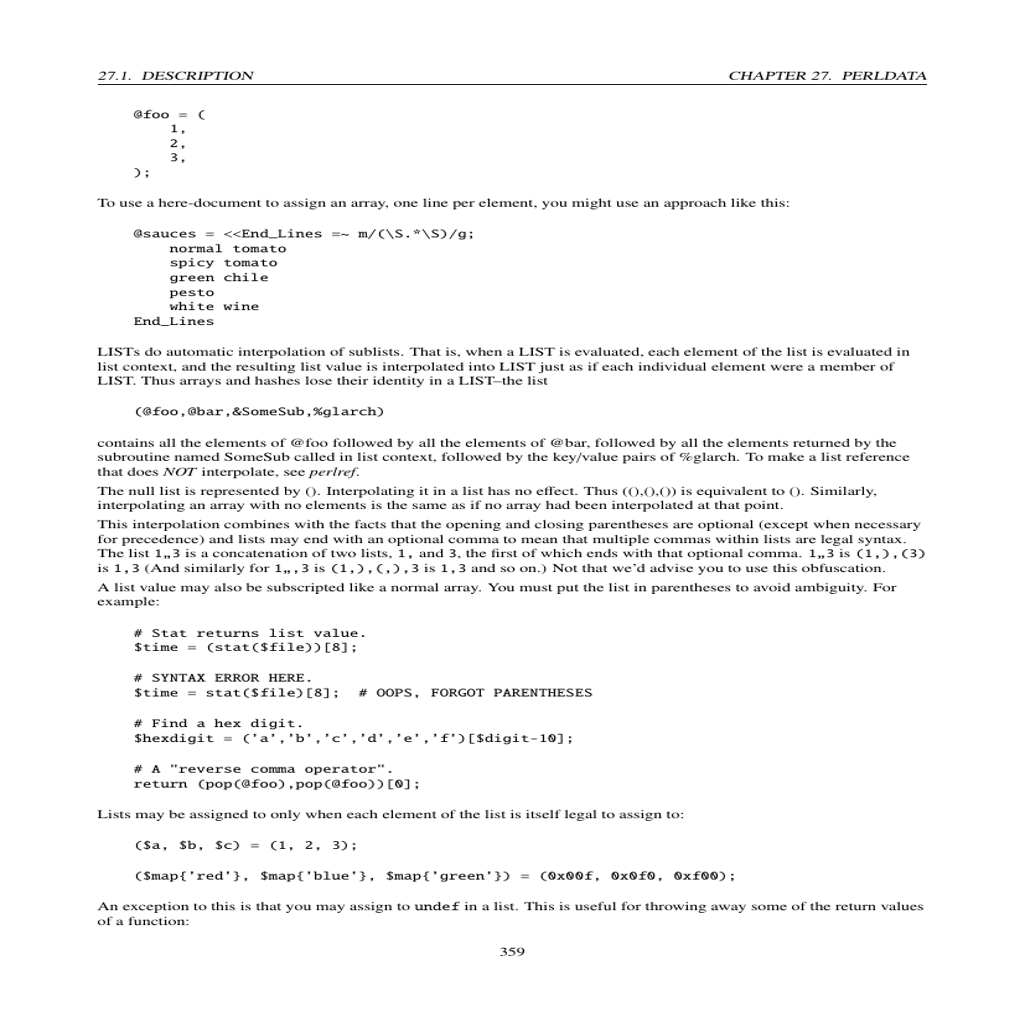 27.1. DESCRIPTION CHAPTER 27. PERLDATA
@foo = (
1,
2,
3,
);
To use a here-document to assign an array, one line per element, you might use an approach like this:
@sauces = <<End_Lines =~ m/(\S.*\S)/g;
normal tomato
spicy tomato
green chile
pesto
white wine
End_Lines
LISTs do automatic interpolation of sublists. That is, when a LIST is evaluated, each element of the list is evaluated in
list context, and the resulting list value is interpolated into LIST just as if each individual element were a member of
LIST. Thus arrays and hashes lose their identity in a LIST–the list
(@foo,@bar,&SomeSub,%glarch)
contains all the elements of @foo followed by all the elements of @bar, followed by all the elements returned by the
subroutine named SomeSub called in list context, followed by the key/value pairs of %glarch. To make a list reference
that does NOT interpolate, see perlref.
The null list is represented by (). Interpolating it in a list has no effect. Thus ((),(),()) is equivalent to (). Similarly,
interpolating an array with no elements is the same as if no array had been interpolated at that point.
This interpolation combines with the facts that the opening and closing parentheses are optional (except when necessary
for precedence) and lists may end with an optional comma to mean that multiple commas within lists are legal syntax.
The list 1„3 is a concatenation of two lists, 1, and 3, the first of which ends with that optional comma. 1„3 is (1,),(3)
is 1,3 (And similarly for 1„,3 is (1,),(,),3 is 1,3 and so on.) Not that we'd advise you to use this obfuscation.
A list value may also be subscripted like a normal array. You must put the list in parentheses to avoid ambiguity. For
example:
# Stat returns list value.
$time = (stat($file))[8];
# SYNTAX ERROR HERE.
$time = stat($file)[8]; # OOPS, FORGOT PARENTHESES
# Find a hex digit.
$hexdigit = ('a','b','c','d','e','f')[$digit-10];
# A "reverse comma operator".
return (pop(@foo),pop(@foo))[0];
Lists may be assigned to only when each element of the list is itself legal to assign to:
($a, $b, $c) = (1, 2, 3);
($map{'red'}, $map{'blue'}, $map{'green'}) = (0x00f, 0x0f0, 0xf00);
An exception to this is that you may assign to undef in a list. This is useful for throwing away some of the return values
of a function:
359